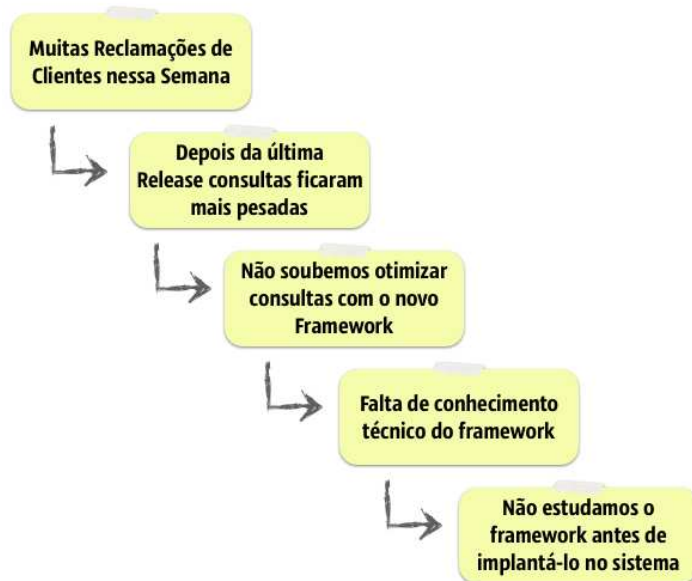 Muitas Reclamações de
Clientes nessa Semana
Depois da última
Release consultas ficaram
mais pesadas
Não soubemos otimizar
consultas com o novo
Framework
Falta de conhecimento
técnico do framework
Não estudamos o
framework antes de
implantá-lo no sistema